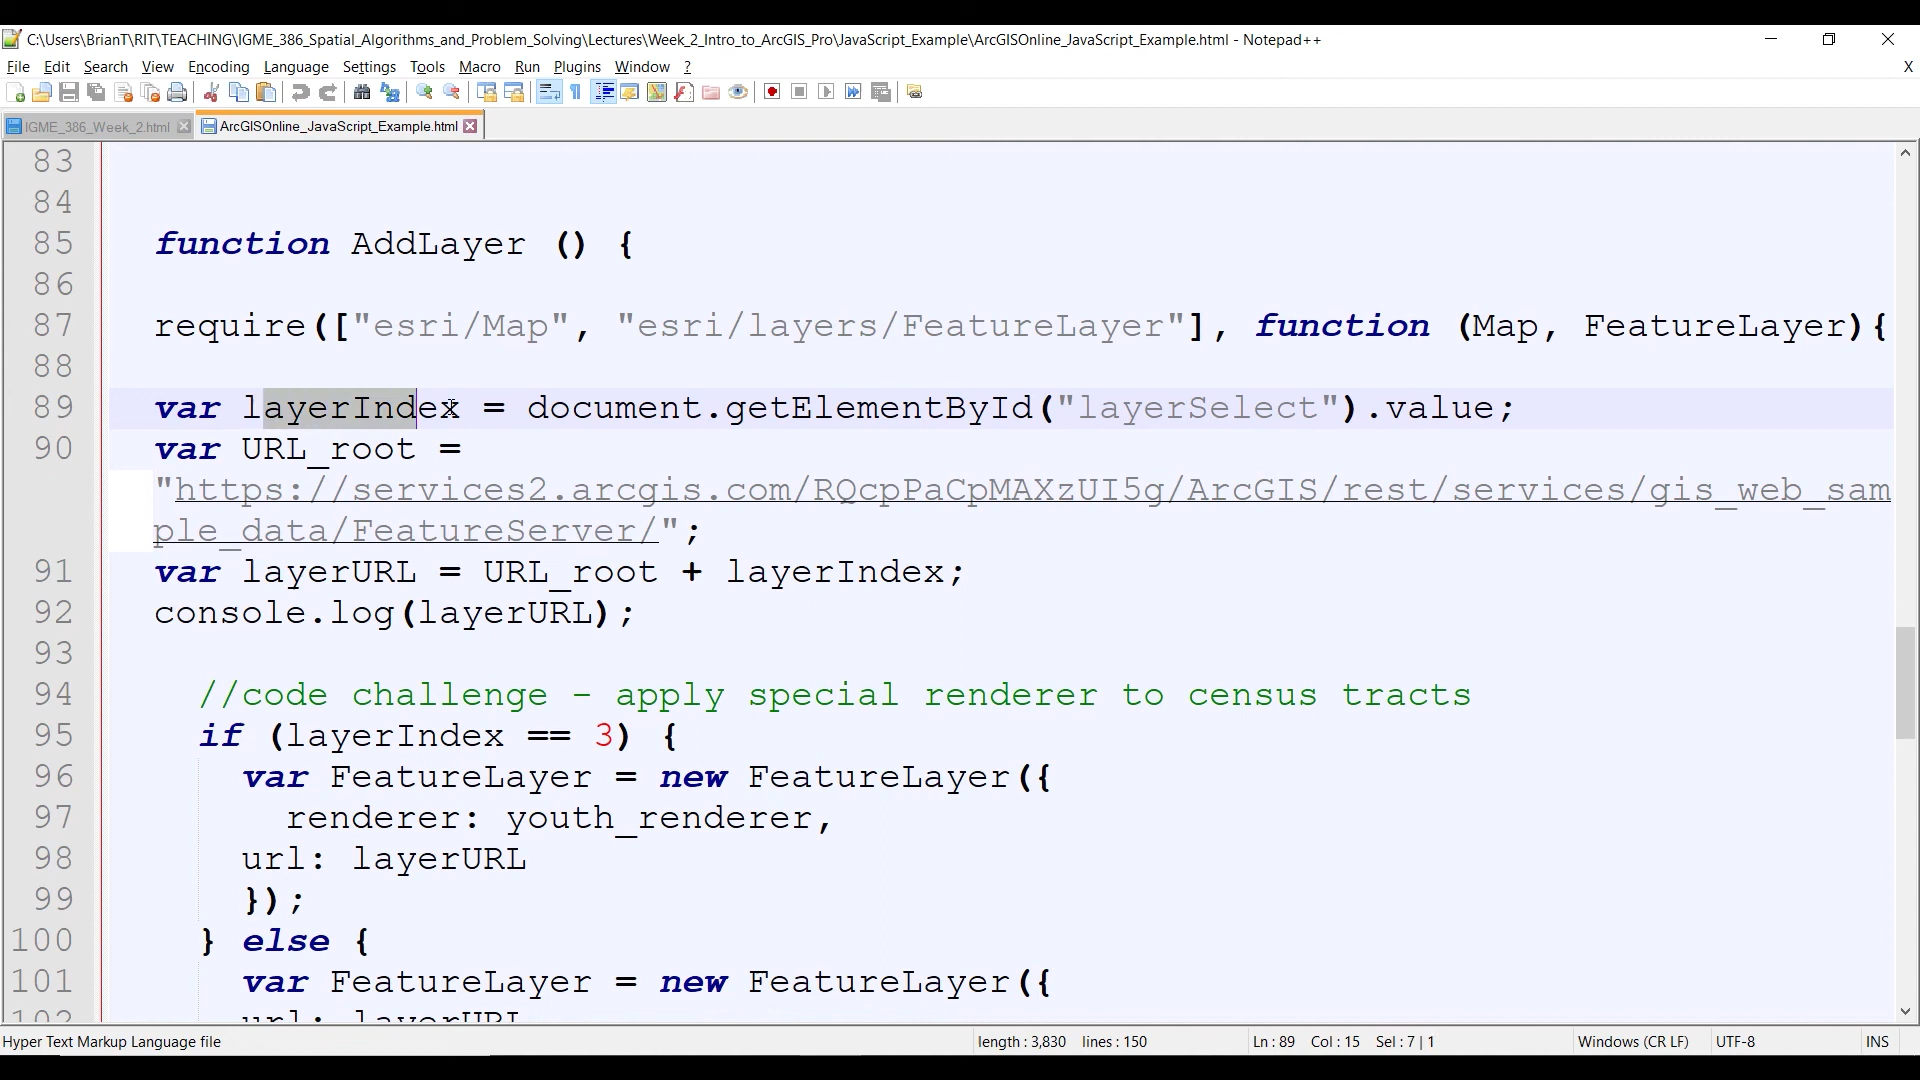 C:\Users\BrianT\RIT\TEACHING\IGME_386_Spatial_Algorithms_and_Problem_Solving\Lectures\Week_2_Intro_to_ArcGIS_Pro\JavaScript_Example\ArcGISOnline_JavaScript_Example.html - Notepad++
File Edit Search View Encoding Language Settings Tools Macro Run Plugins Window ? X
IGME_386_Week_2.html ArcGISOnline_JavaScript_Example.html
83
84
85 function AddLayer () {
86
87 require(["esri/Map", "esri/layers/FeatureLayer"], function (Map, FeatureLayer){
88
89 var layerIndex = document.getElementById("layerSelect").value;
90 var URL_root =
"https://services2.arcgis.com/RQcpPaCpMAXzUI5g/ArcGIS/rest/services/gis_web_sam
ple_data/FeatureServer/";
91 var layerURL = URL_root + layerIndex;
92 console.log(layerURL);
93
94 //code challenge - apply special renderer to census tracts
95 if (layerIndex == 3) {
96 var FeatureLayer = new FeatureLayer({
97 renderer: youth_renderer,
98 url: layerURL
99 });
100 } else {
101 var FeatureLayer = new FeatureLayer({
102 url: layerURL
Hyper Text Markup Language file length : 3,830 lines : 150 Ln : 89 Col : 15 Sel : 7 | 1 Windows (CR LF) UTF-8 INS